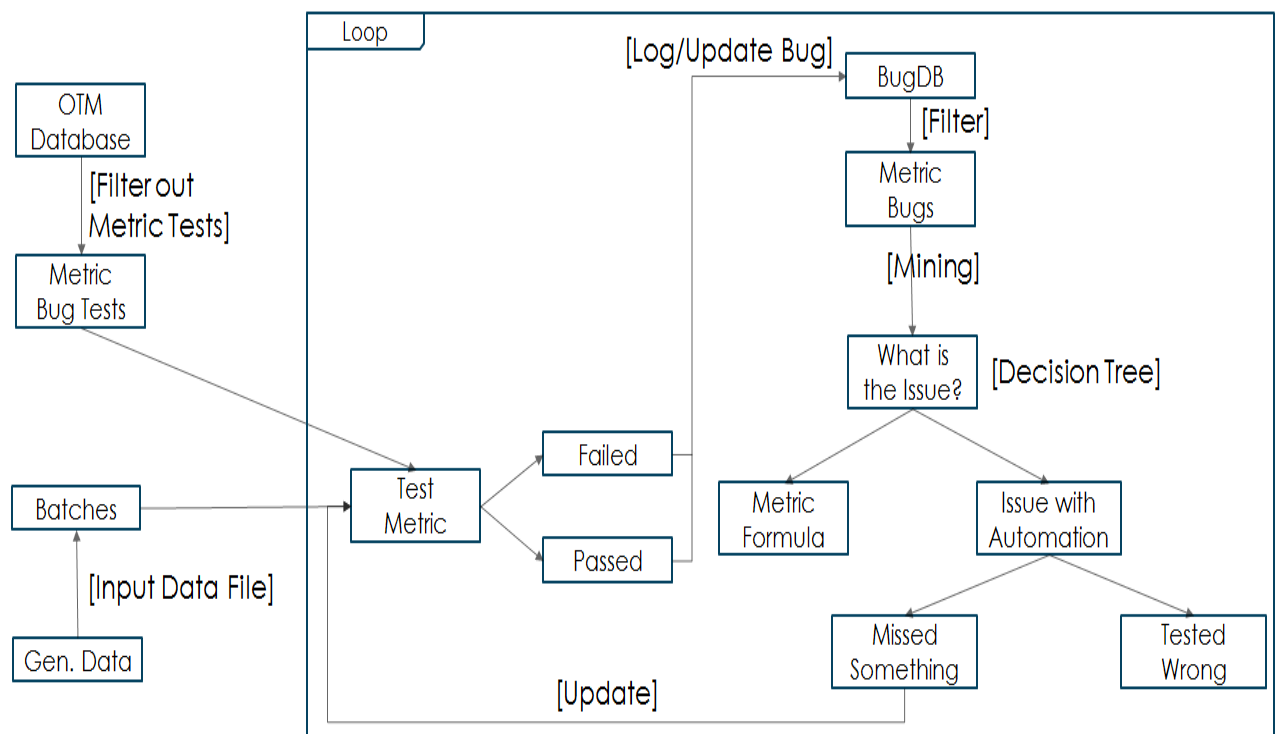 Loop
[Log/Update Bug]
BugDB
OTM
Database
[Filter]
[Filter out
Metric Tests]
Metric
Bugs
Metric
Bug Tests
[Mining]
What is
the Issue?
[Decision Tree]
Failed
Batches
Test
Metric
Metric
Formula
Issue with
Automation
Passed
[Input Data File]
Gen. Data
Missed
Something
Tested
Wrong
[Update]